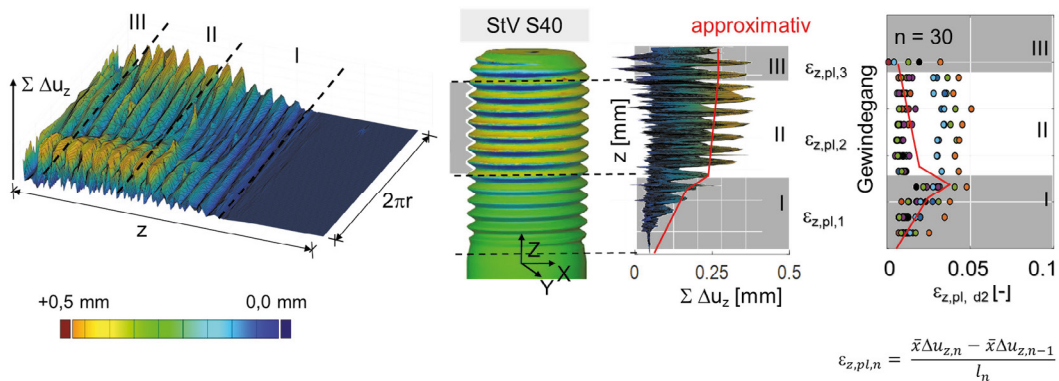 III
II
I
Σ Δu_z
z
2πr
+0,5 mm
0,0 mm
StV S40
Z
X
Y
approximativ
z [mm]
III
II
I
ε_z,pl,3
ε_z,pl,2
ε_z,pl,1
0
0.25
0.5
Σ Δu_z [mm]
n = 30
III
II
I
Gewindegang
0
0.05
0.1
ε_z,pl, d2 [-]
ε_z,pl,n = (x̄Δu_z,n − x̄Δu_z,n−1) / l_n